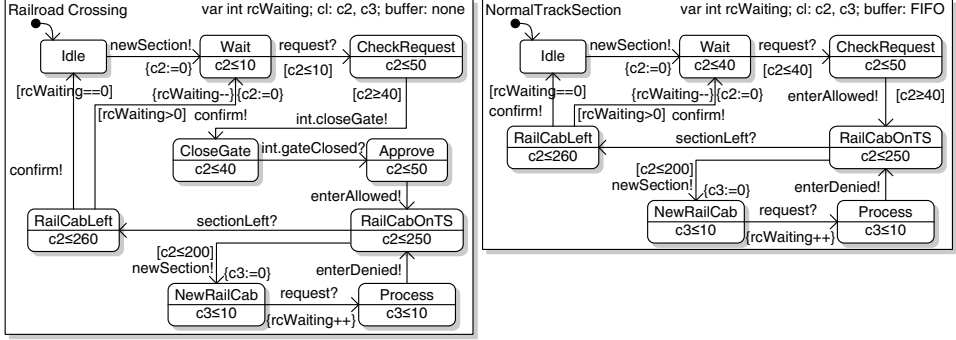 Railroad Crossing
var int rcWaiting; cl: c2, c3; buffer: none
Idle
newSection!
{c2:=0}
Wait
c2≤10
request?
[c2≤10]
CheckRequest
c2≤50
[rcWaiting==0]
{rcWaiting--}
{c2:=0}
[rcWaiting>0]
confirm!
[c2≥40]
int.closeGate!
CloseGate
c2≤40
int.gateClosed?
Approve
c2≤50
confirm!
enterAllowed!
RailCabLeft
c2≤260
sectionLeft?
RailCabOnTS
c2≤250
[c2≤200]
newSection!
{c3:=0}
enterDenied!
NewRailCab
c3≤10
request?
{rcWaiting++}
Process
c3≤10
NormalTrackSection
var int rcWaiting; cl: c2, c3; buffer: FIFO
Idle
newSection!
{c2:=0}
Wait
c2≤40
request?
[c2≤40]
CheckRequest
c2≤50
[rcWaiting==0]
{rcWaiting--}
{c2:=0}
enterAllowed!
[c2≥40]
confirm!
[rcWaiting>0]
confirm!
RailCabLeft
c2≤260
sectionLeft?
RailCabOnTS
c2≤250
[c2≤200]
newSection!
{c3:=0}
enterDenied!
NewRailCab
c3≤10
request?
{rcWaiting++}
Process
c3≤10